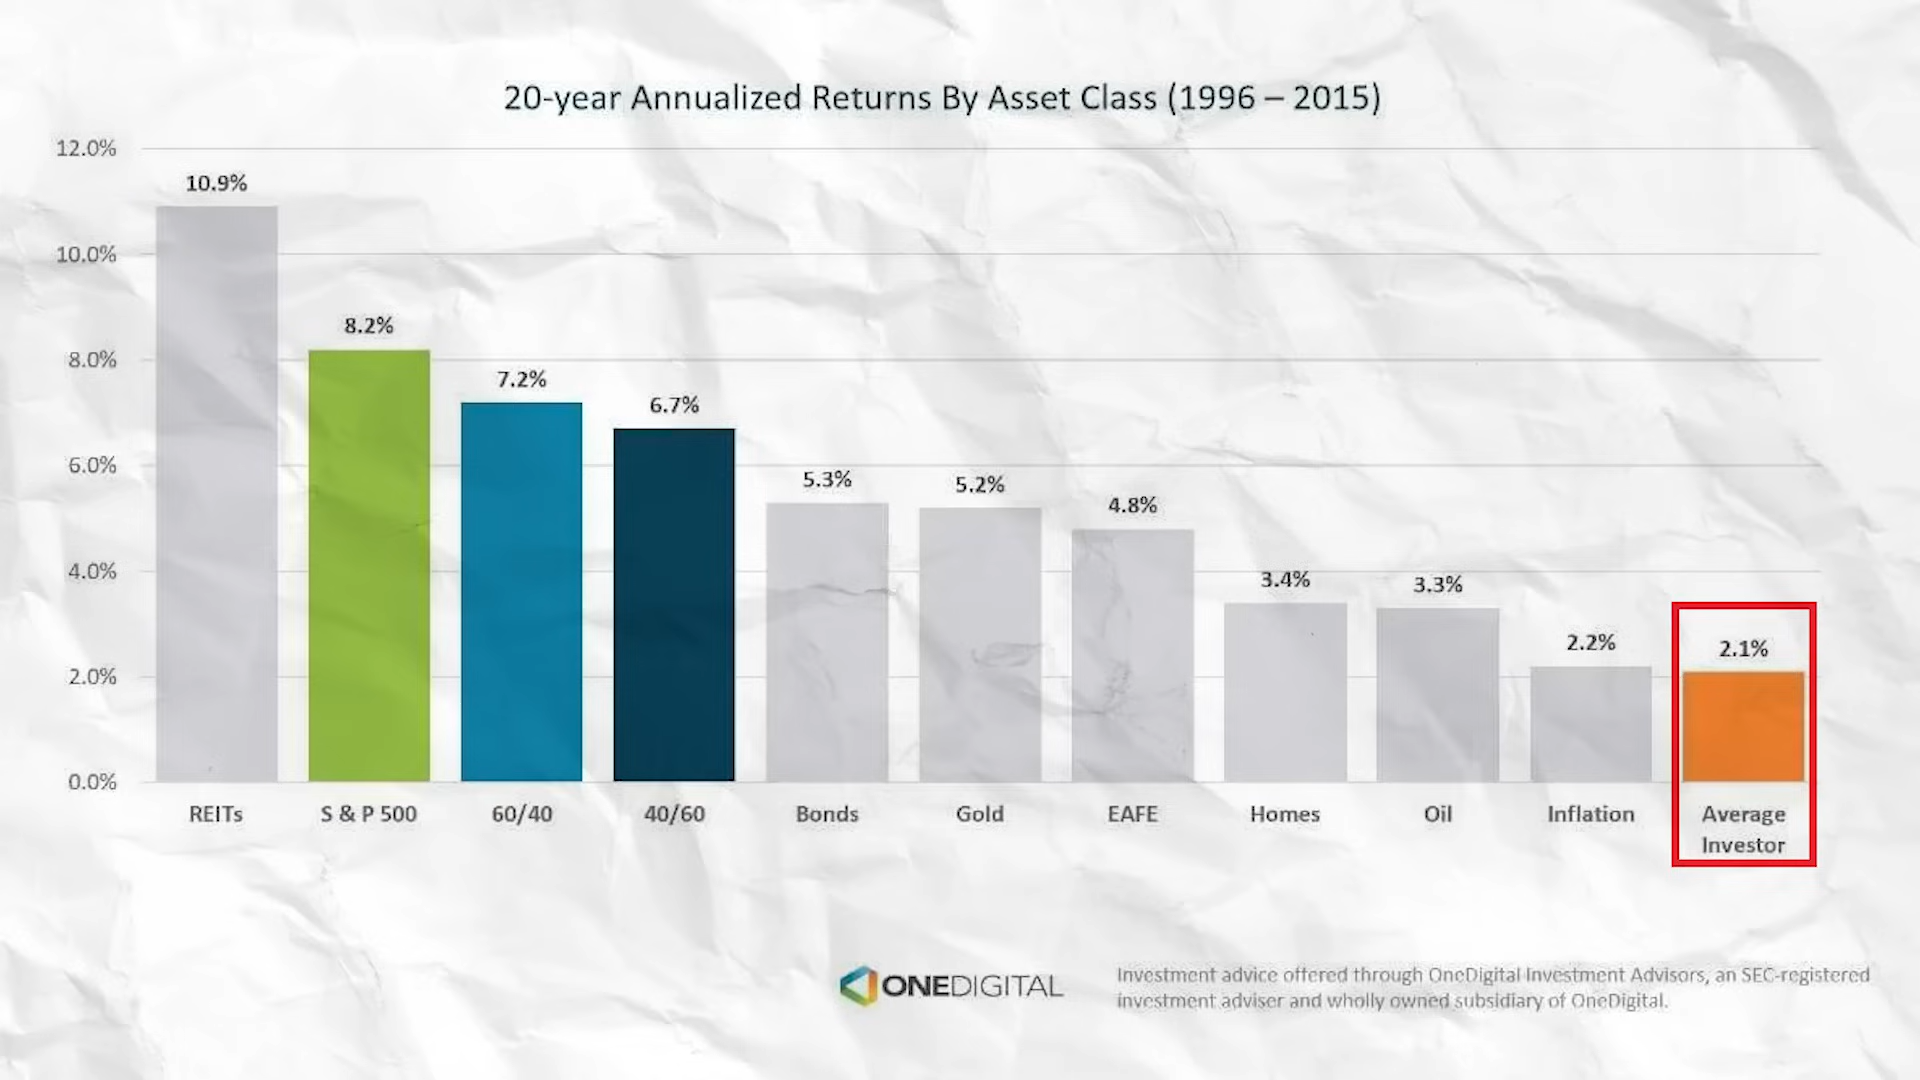 20-year Annualized Returns By Asset Class (1996 – 2015)
12.0%
10.0%
8.0%
6.0%
4.0%
2.0%
0.0%
10.9%
8.2%
7.2%
6.7%
5.3%
5.2%
4.8%
3.4%
3.3%
2.2%
2.1%
REITs
S & P 500
60/40
40/60
Bonds
Gold
EAFE
Homes
Oil
Inflation
Average
Investor
ONEDIGITAL
Investment advice offered through OneDigital Investment Advisors, an SEC-registered
investment adviser and wholly owned subsidiary of OneDigital.